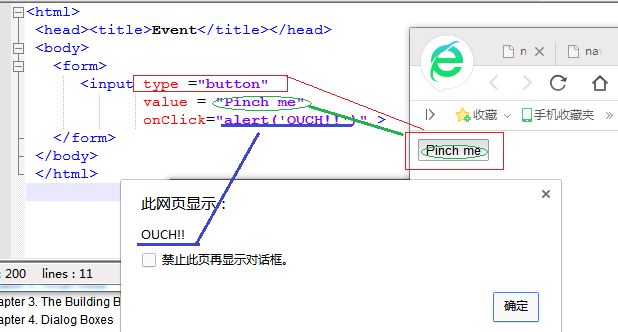 <html>
<head><title>Event</title></head>
<body>
<form>
<input type ="button"
value = "Pinch me"
onClick="alert('OUCH!!')" >
</form>
</body>
</html>
收藏
手机收藏夹
Pinch me
此网页显示：
OUCH!!
禁止此页再显示对话框。
确定
: 200 lines : 11
apter 3. The Building B
apter 4. Dialog Boxes